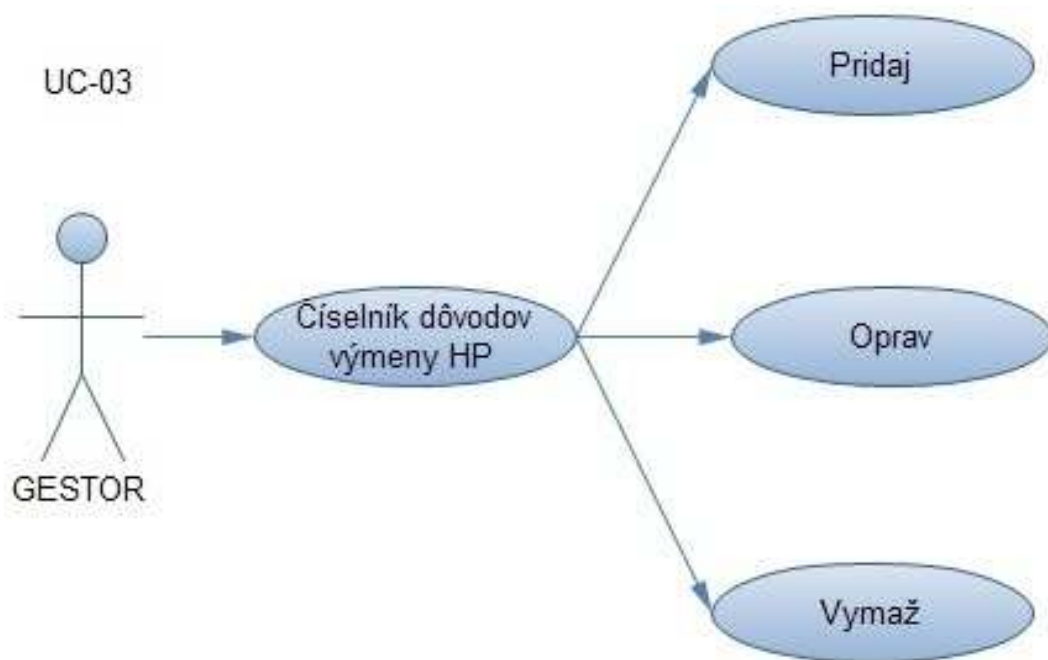 UC-03
Pridaj
Číselník dôvodov
výmeny HP
Oprav
GESTOR
Vymaž